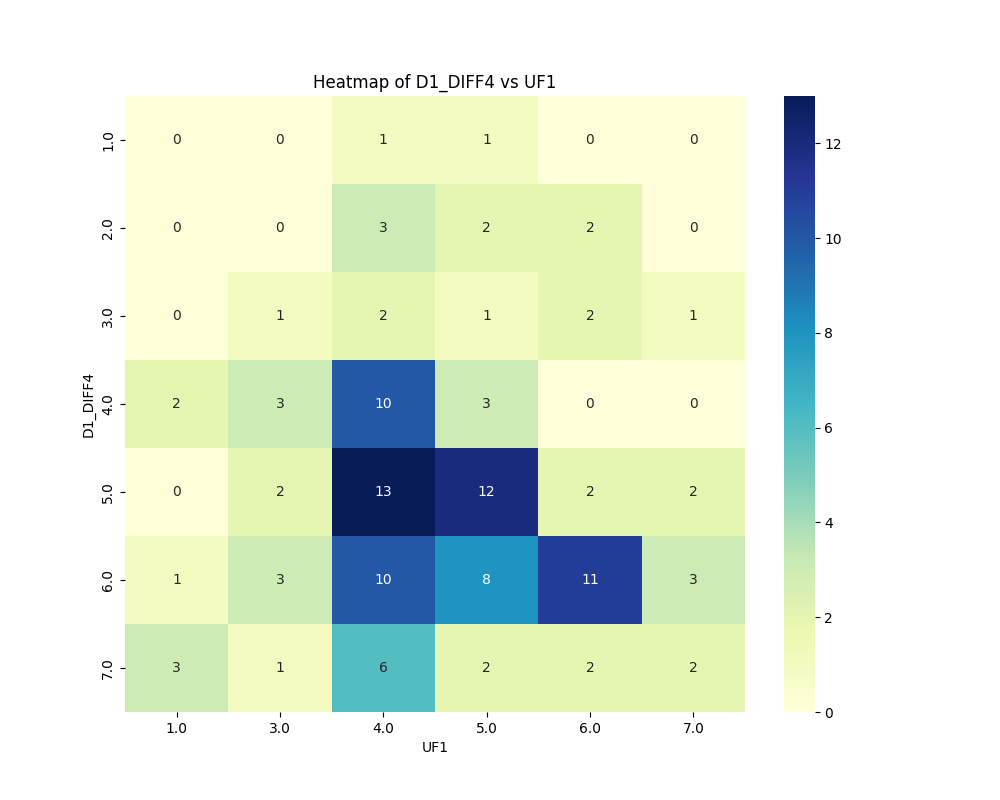 Heatmap of D1_DIFF4 vs UF1
1.0 0 0 1 1 0 0
2.0 0 0 3 2 2 0
3.0 0 1 2 1 2 1
4.0 2 3 10 3 0 0
5.0 0 2 13 12 2 2
6.0 1 3 10 8 11 3
7.0 3 1 6 2 2 2
1.0 3.0 4.0 5.0 6.0 7.0
UF1
D1_DIFF4
12
10
8
6
4
2
0